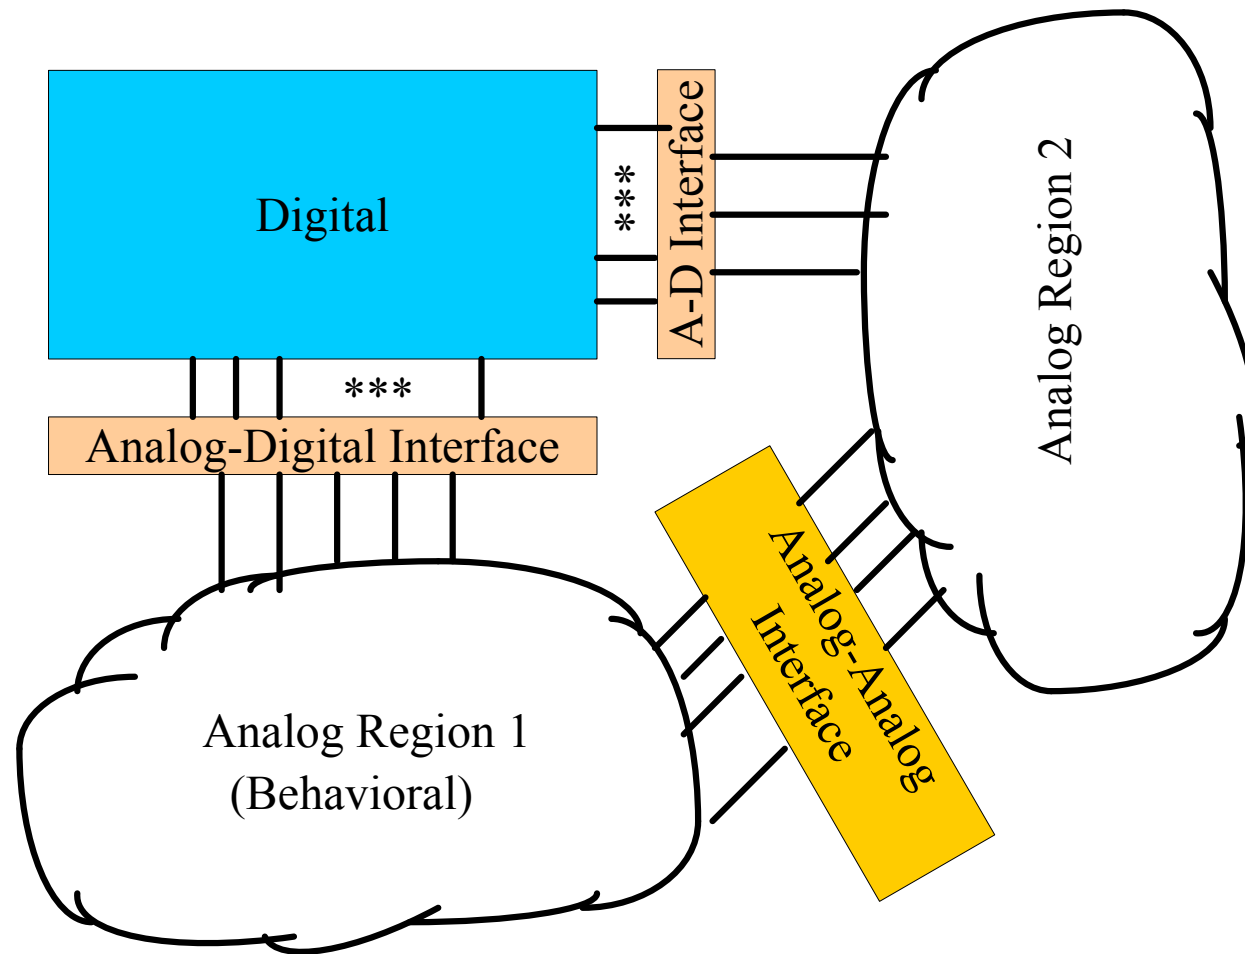 Digital
***
A-D Interface
Analog Region 2
***
Analog-Digital Interface
Analog-Analog
Interface
Analog Region 1
(Behavioral)